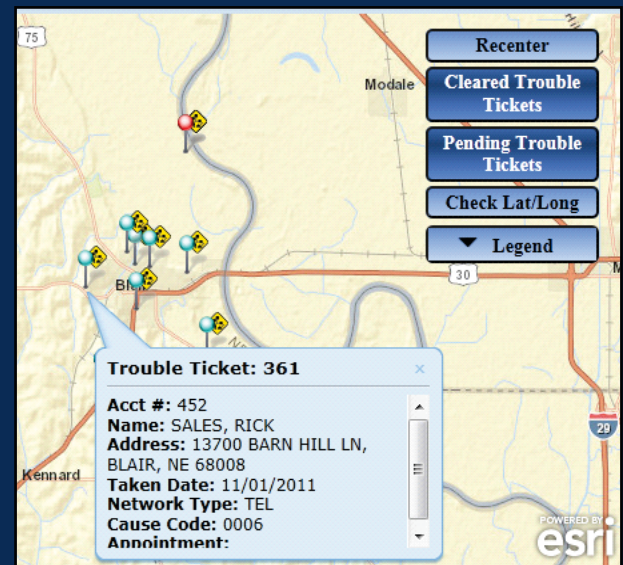 75
Recenter
Modale
Cleared Trouble
Tickets
Pending Trouble
Tickets
Check Lat/Long
Legend
30
Trouble Ticket: 361
Acct #: 452
Name: SALES, RICK
Address: 13700 BARN HILL LN,
BLAIR, NE 68008
Taken Date: 11/01/2011
Network Type: TEL
Cause Code: 0006
Appointment:
29
Kennard
POWERED BY
esri